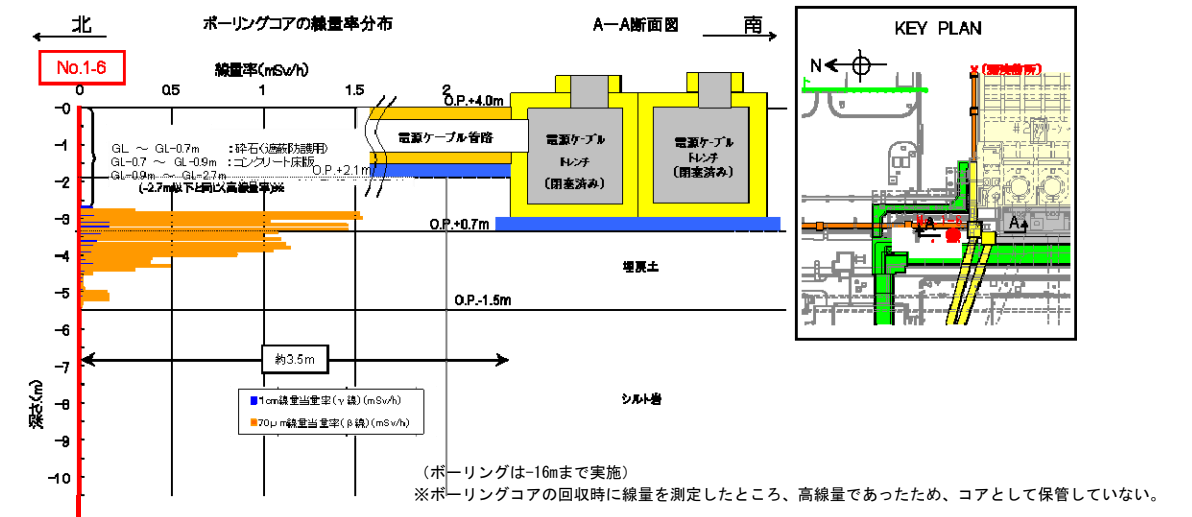 北
ボーリングコアの線量率分布
A－A断面図
南
KEY PLAN
No.1-6
線量率(mSv/h)
0 0.5 1 1.5 2
O.P.+4.0m
N
-0
-1
-2
-3
-4
-5
-6
-7
-8
-9
-10
深さ(m)
GL ～ GL-0.7m ：砕石(遮蔽防護用)
GL-0.7 ～ GL-0.9m ：コンクリート床版
GL-0.9m ～ GL-2.7m
(-2.7m以下と同じく高線量率)※
電源ケーブル管路
O.P.+2.1m
電源ケーブル
トレンチ
(閉塞済み)
電源ケーブル
トレンチ
(閉塞済み)
O.P.+0.7m
埋戻土
O.P.-1.5m
約3.5m
1cm線量当量率(γ線)(mSv/h)
70μm線量当量率(β線)(mSv/h)
シルト岩
A
A
(ボーリングは-16mまで実施)
※ボーリングコアの回収時に線量を測定したところ、高線量であったため、コアとして保管していない。